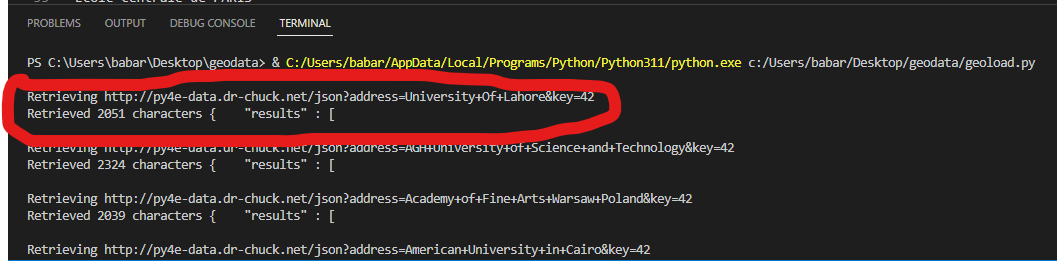 PROBLEMS OUTPUT DEBUG CONSOLE TERMINAL
PS C:\Users\babar\Desktop\geodata> & C:/Users/babar/AppData/Local/Programs/Python/Python311/python.exe c:/Users/babar/Desktop/geodata/geoload.py
Retrieving http://py4e-data.dr-chuck.net/json?address=University+Of+Lahore&key=42
Retrieved 2051 characters {    "results" : [
Retrieving http://py4e-data.dr-chuck.net/json?address=AGH+University+of+Science+and+Technology&key=42
Retrieved 2324 characters {    "results" : [
Retrieving http://py4e-data.dr-chuck.net/json?address=Academy+of+Fine+Arts+Warsaw+Poland&key=42
Retrieved 2039 characters {    "results" : [
Retrieving http://py4e-data.dr-chuck.net/json?address=American+University+in+Cairo&key=42